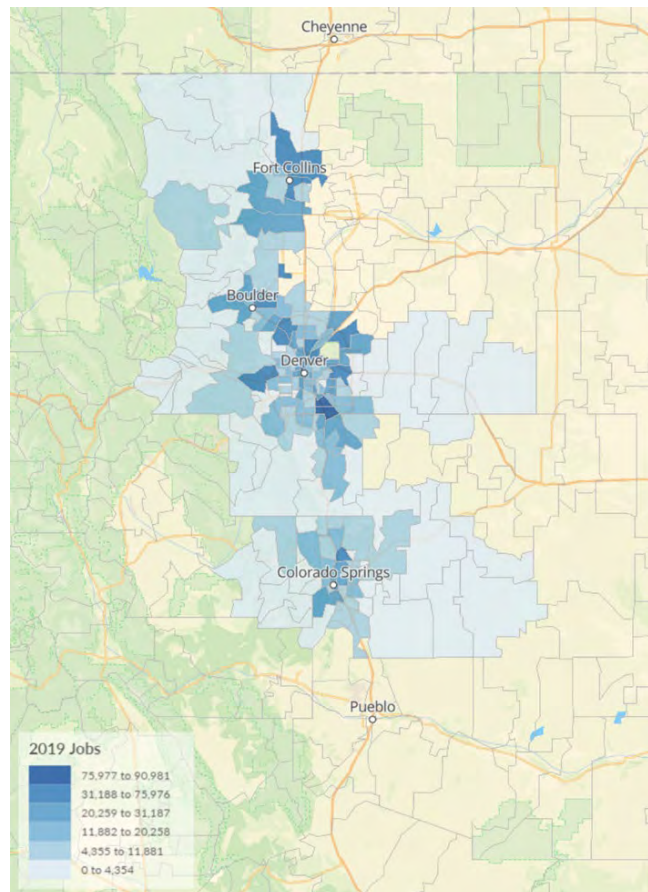 Cheyenne
Fort Collins
Boulder
Denver
Colorado Springs
Pueblo
2019 Jobs
75,977 to 90,981
31,188 to 75,976
20,259 to 31,187
11,882 to 20,258
4,355 to 11,881
0 to 4,354